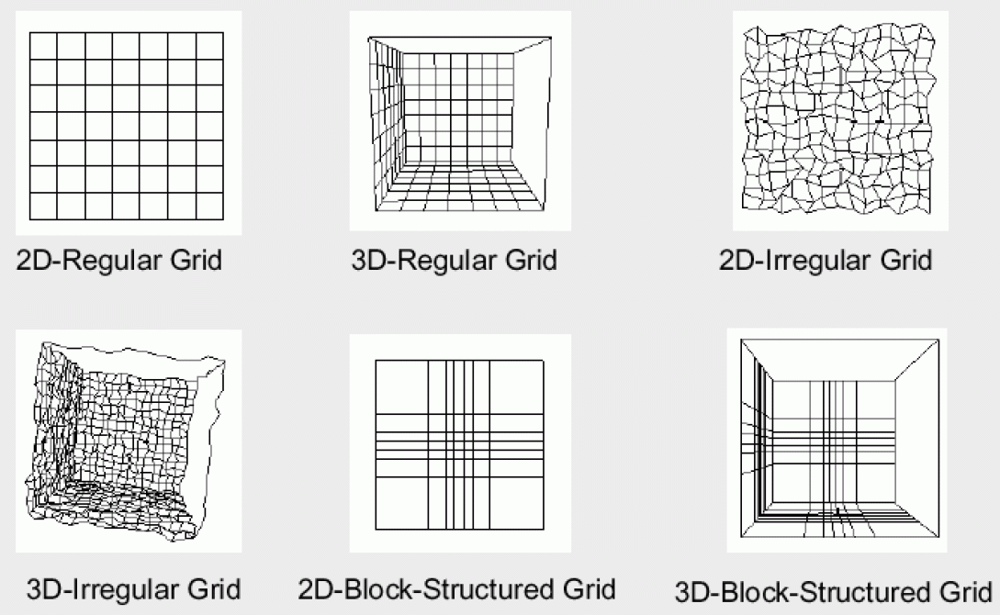 2D-Regular Grid
3D-Regular Grid
2D-Irregular Grid
3D-Irregular Grid
2D-Block-Structured Grid
3D-Block-Structured Grid